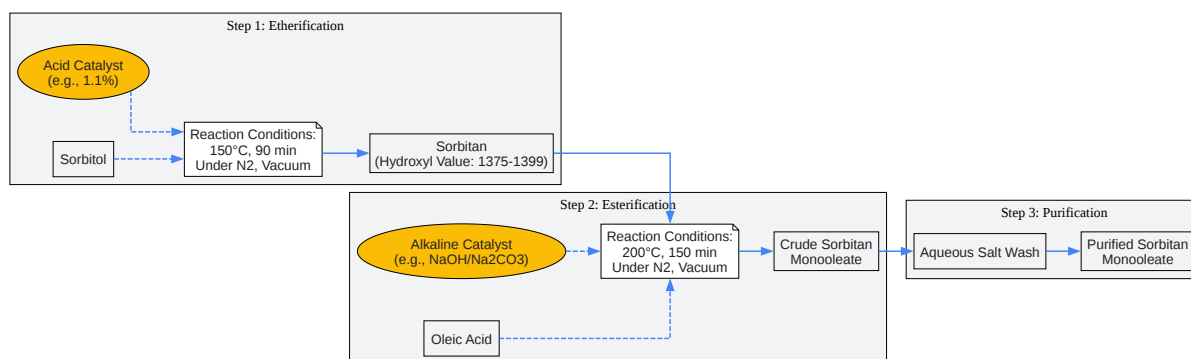 Step 1: Etherification
Acid Catalyst
(e.g., 1.1%)
Sorbitol
Reaction Conditions:
150°C, 90 min
Under N2, Vacuum
Sorbitan
(Hydroxyl Value: 1375-1399)
Step 2: Esterification
Alkaline Catalyst
(e.g., NaOH/Na2CO3)
Oleic Acid
Reaction Conditions:
200°C, 150 min
Under N2, Vacuum
Crude Sorbitan
Monooleate
Step 3: Purification
Aqueous Salt Wash
Purified Sorbitan
Monooleate